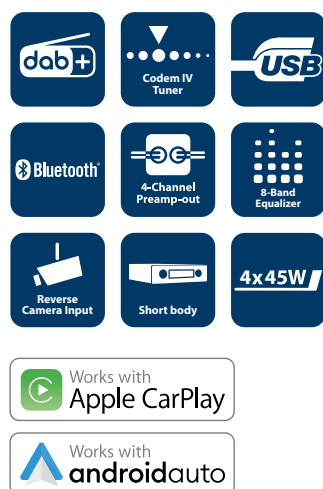 dab+
Codem IV
Tuner
USB
Bluetooth®
4-Channel
Preamp-out
8-Band
Equalizer
Reverse
Camera Input
Short body
4x45W
Works with
Apple CarPlay
Works with
androidauto